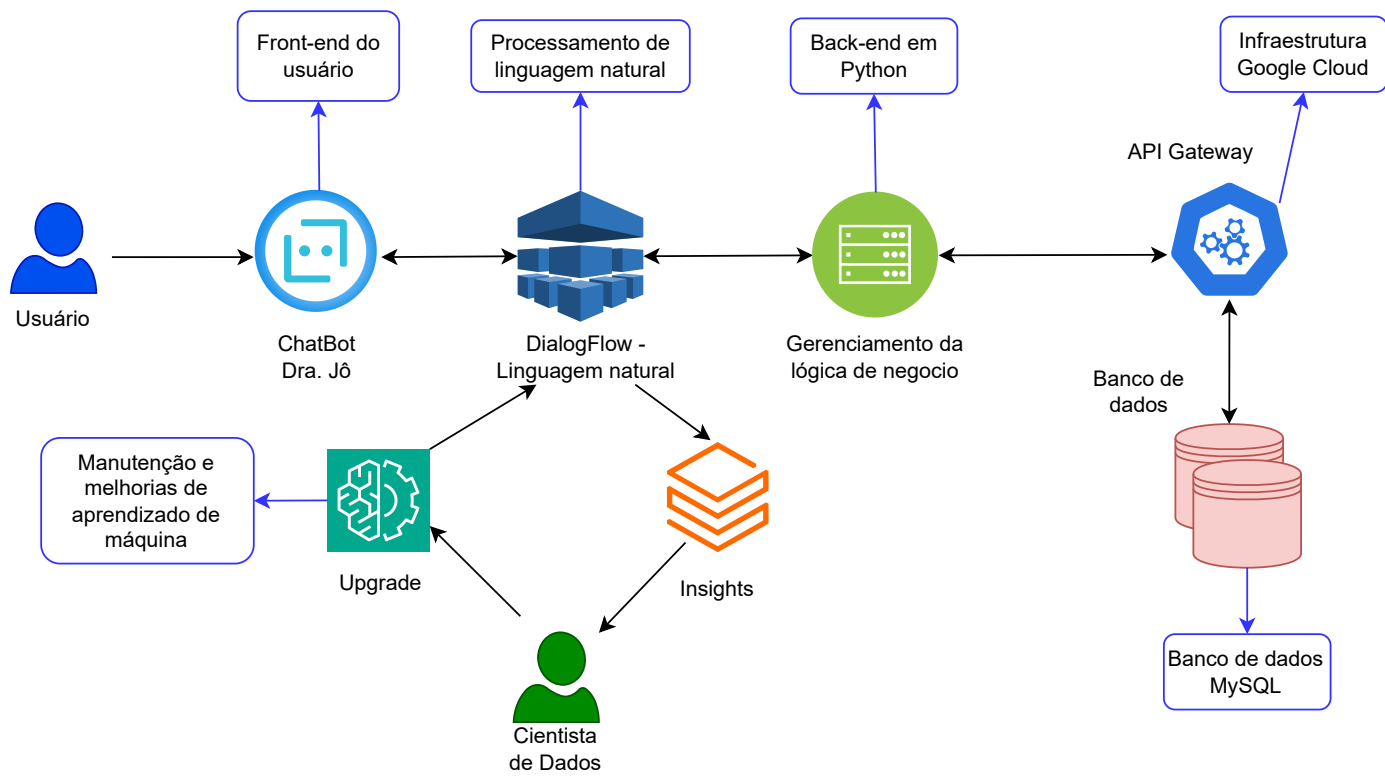 Front-end do
usuário
Processamento de
linguagem natural
Back-end em
Python
Infraestrutura
Google Cloud
API Gateway
Usuário
ChatBot
Dra. Jô
DialogFlow -
Linguagem natural
Gerenciamento da
lógica de negocio
Banco de
dados
Manutenção e
melhorias de
aprendizado de
máquina
Upgrade
Insights
Banco de dados
MySQL
Cientista
de Dados